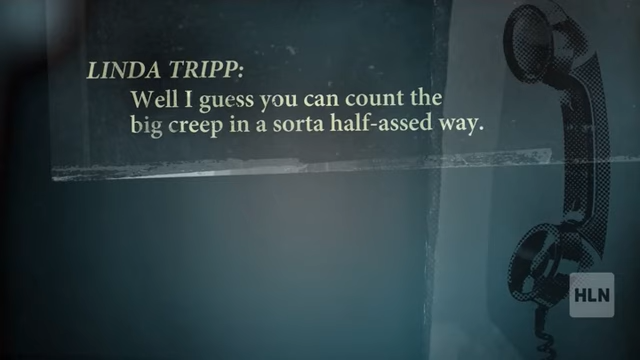 LINDA TRIPP:
Well I guess you can count the
big creep in a sorta half-assed way.
HLN